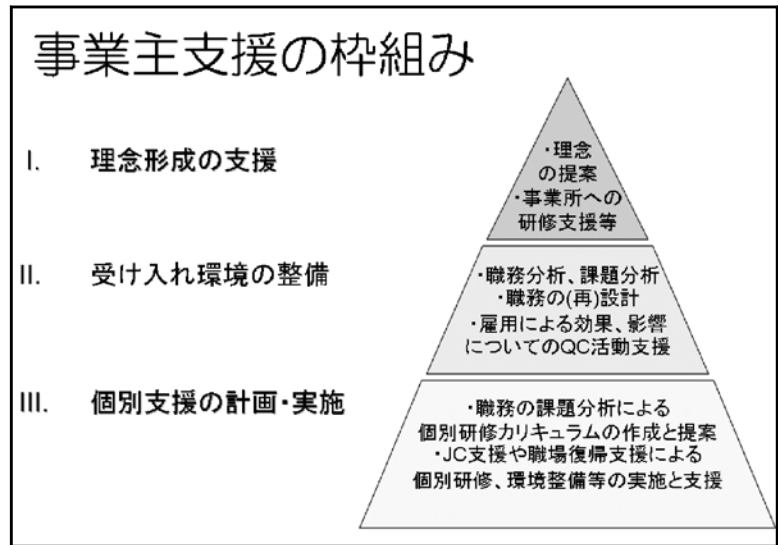 事業主支援の枠組み
I. 理念形成の支援
・理念
の提案
・事業所への
研修支援等
II. 受け入れ環境の整備
・職務分析、課題分析
・職務の(再)設計
・雇用による効果、影響
についてのQC活動支援
III. 個別支援の計画・実施
・職務の課題分析による
個別研修カリキュラムの作成と提案
・JC支援や職場復帰支援による
個別研修、環境整備等の実施と支援